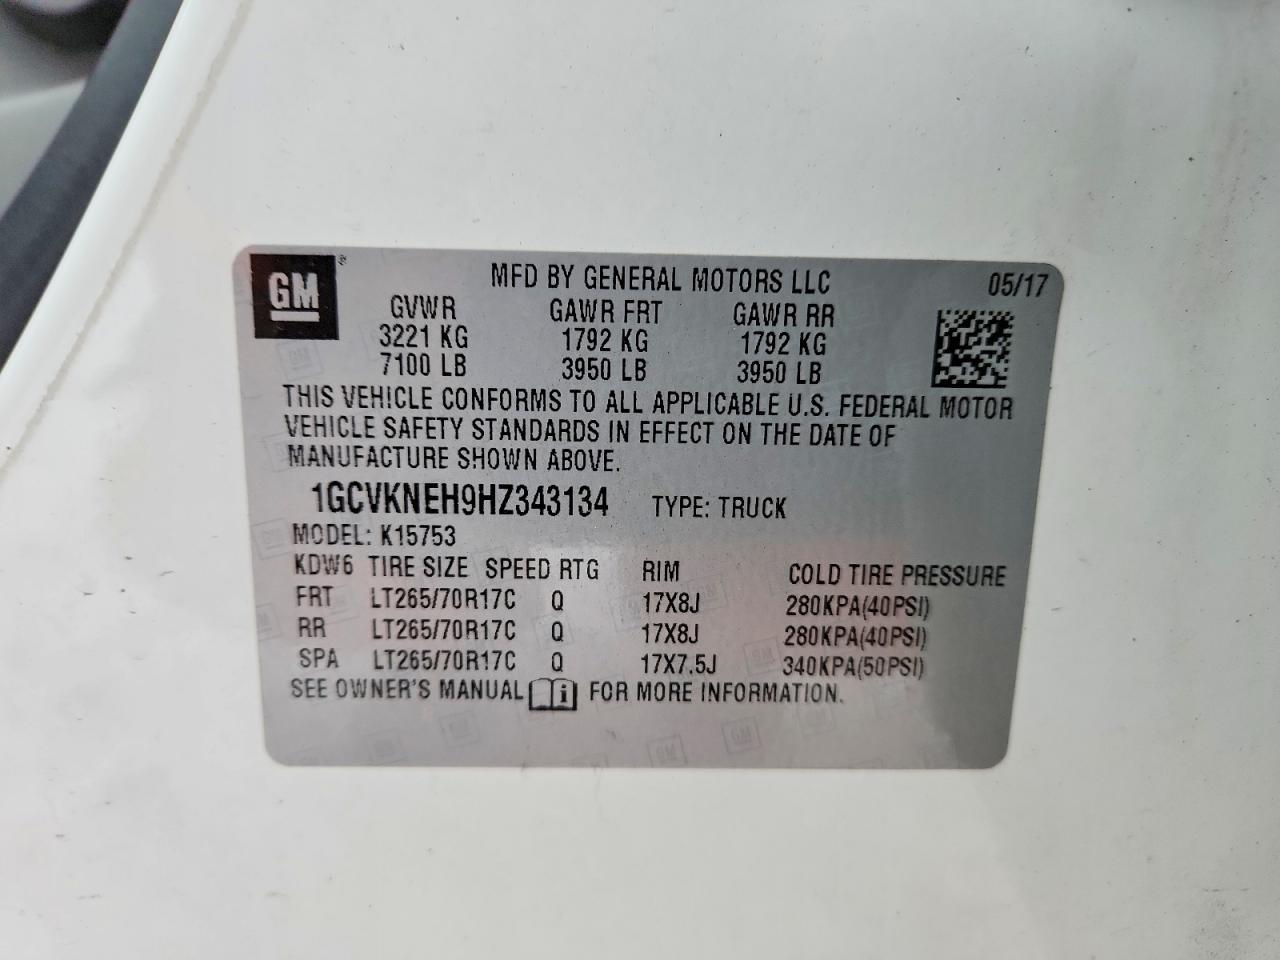 GM
MFD BY GENERAL MOTORS LLC 05/17
GVWR GAWR FRT GAWR RR
3221 KG 1792 KG 1792 KG
7100 LB 3950 LB 3950 LB
THIS VEHICLE CONFORMS TO ALL APPLICABLE U.S. FEDERAL MOTOR
VEHICLE SAFETY STANDARDS IN EFFECT ON THE DATE OF
MANUFACTURE SHOWN ABOVE.
1GCVKNEH9HZ343134 TYPE: TRUCK
MODEL: K15753
KDW6 TIRE SIZE SPEED RTG RIM COLD TIRE PRESSURE
FRT LT265/70R17C Q 17X8J 280KPA(40PSI)
RR LT265/70R17C Q 17X8J 280KPA(40PSI)
SPA LT265/70R17C Q 17X7.5J 340KPA(50PSI)
SEE OWNER'S MANUAL i FOR MORE INFORMATION.